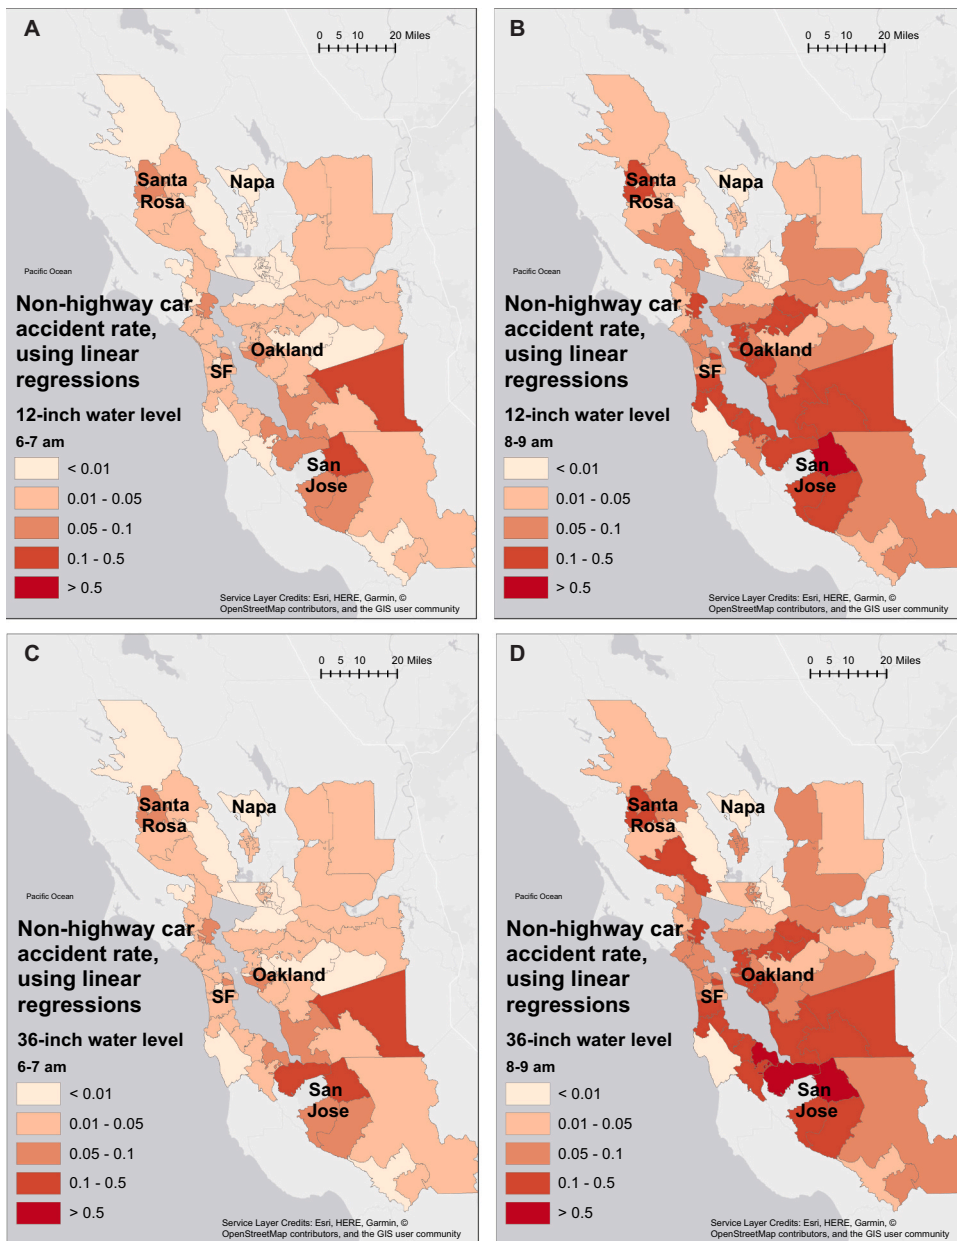 A
0 5 10 20 Miles
Santa
Rosa
Napa
Pacific Ocean
Non-highway car
accident rate,
using linear
regressions
Oakland
SF
12-inch water level
6-7 am
San
Jose
< 0.01
0.01 - 0.05
0.05 - 0.1
0.1 - 0.5
> 0.5
Service Layer Credits: Esri, HERE, Garmin, ©
OpenStreetMap contributors, and the GIS user community
B
0 5 10 20 Miles
Santa
Rosa
Napa
Pacific Ocean
Non-highway car
accident rate,
using linear
regressions
Oakland
SF
12-inch water level
8-9 am
San
Jose
< 0.01
0.01 - 0.05
0.05 - 0.1
0.1 - 0.5
> 0.5
Service Layer Credits: Esri, HERE, Garmin, ©
OpenStreetMap contributors, and the GIS user community
C
0 5 10 20 Miles
Santa
Rosa
Napa
Pacific Ocean
Non-highway car
accident rate,
using linear
regressions
Oakland
SF
36-inch water level
6-7 am
San
Jose
< 0.01
0.01 - 0.05
0.05 - 0.1
0.1 - 0.5
> 0.5
Service Layer Credits: Esri, HERE, Garmin, ©
OpenStreetMap contributors, and the GIS user community
D
0 5 10 20 Miles
Santa
Rosa
Napa
Pacific Ocean
Non-highway car
accident rate,
using linear
regressions
Oakland
SF
36-inch water level
8-9 am
San
Jose
< 0.01
0.01 - 0.05
0.05 - 0.1
0.1 - 0.5
> 0.5
Service Layer Credits: Esri, HERE, Garmin, ©
OpenStreetMap contributors, and the GIS user community